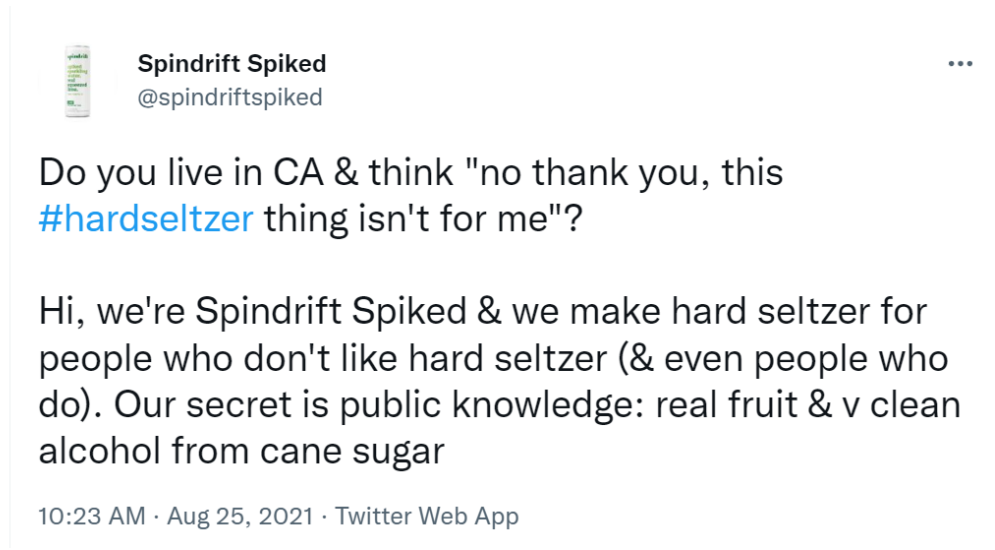 Spindrift Spiked
@spindriftspiked
Do you live in CA & think "no thank you, this
#hardseltzer thing isn't for me"?
Hi, we're Spindrift Spiked & we make hard seltzer for
people who don't like hard seltzer (& even people who
do). Our secret is public knowledge: real fruit & v clean
alcohol from cane sugar
10:23 AM · Aug 25, 2021 · Twitter Web App